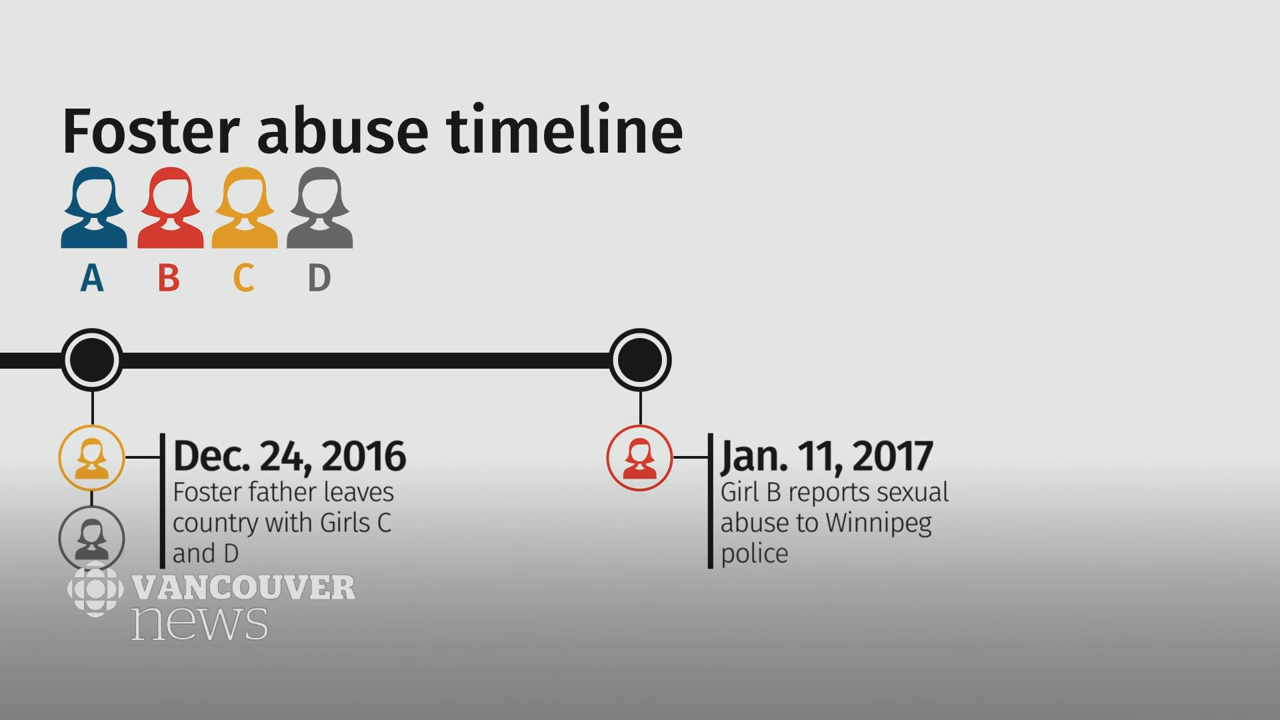 Foster abuse timeline
A B C D
Dec. 24, 2016
Foster father leaves
country with Girls C
and D
Jan. 11, 2017
Girl B reports sexual
abuse to Winnipeg
police
VANCOUVER
news